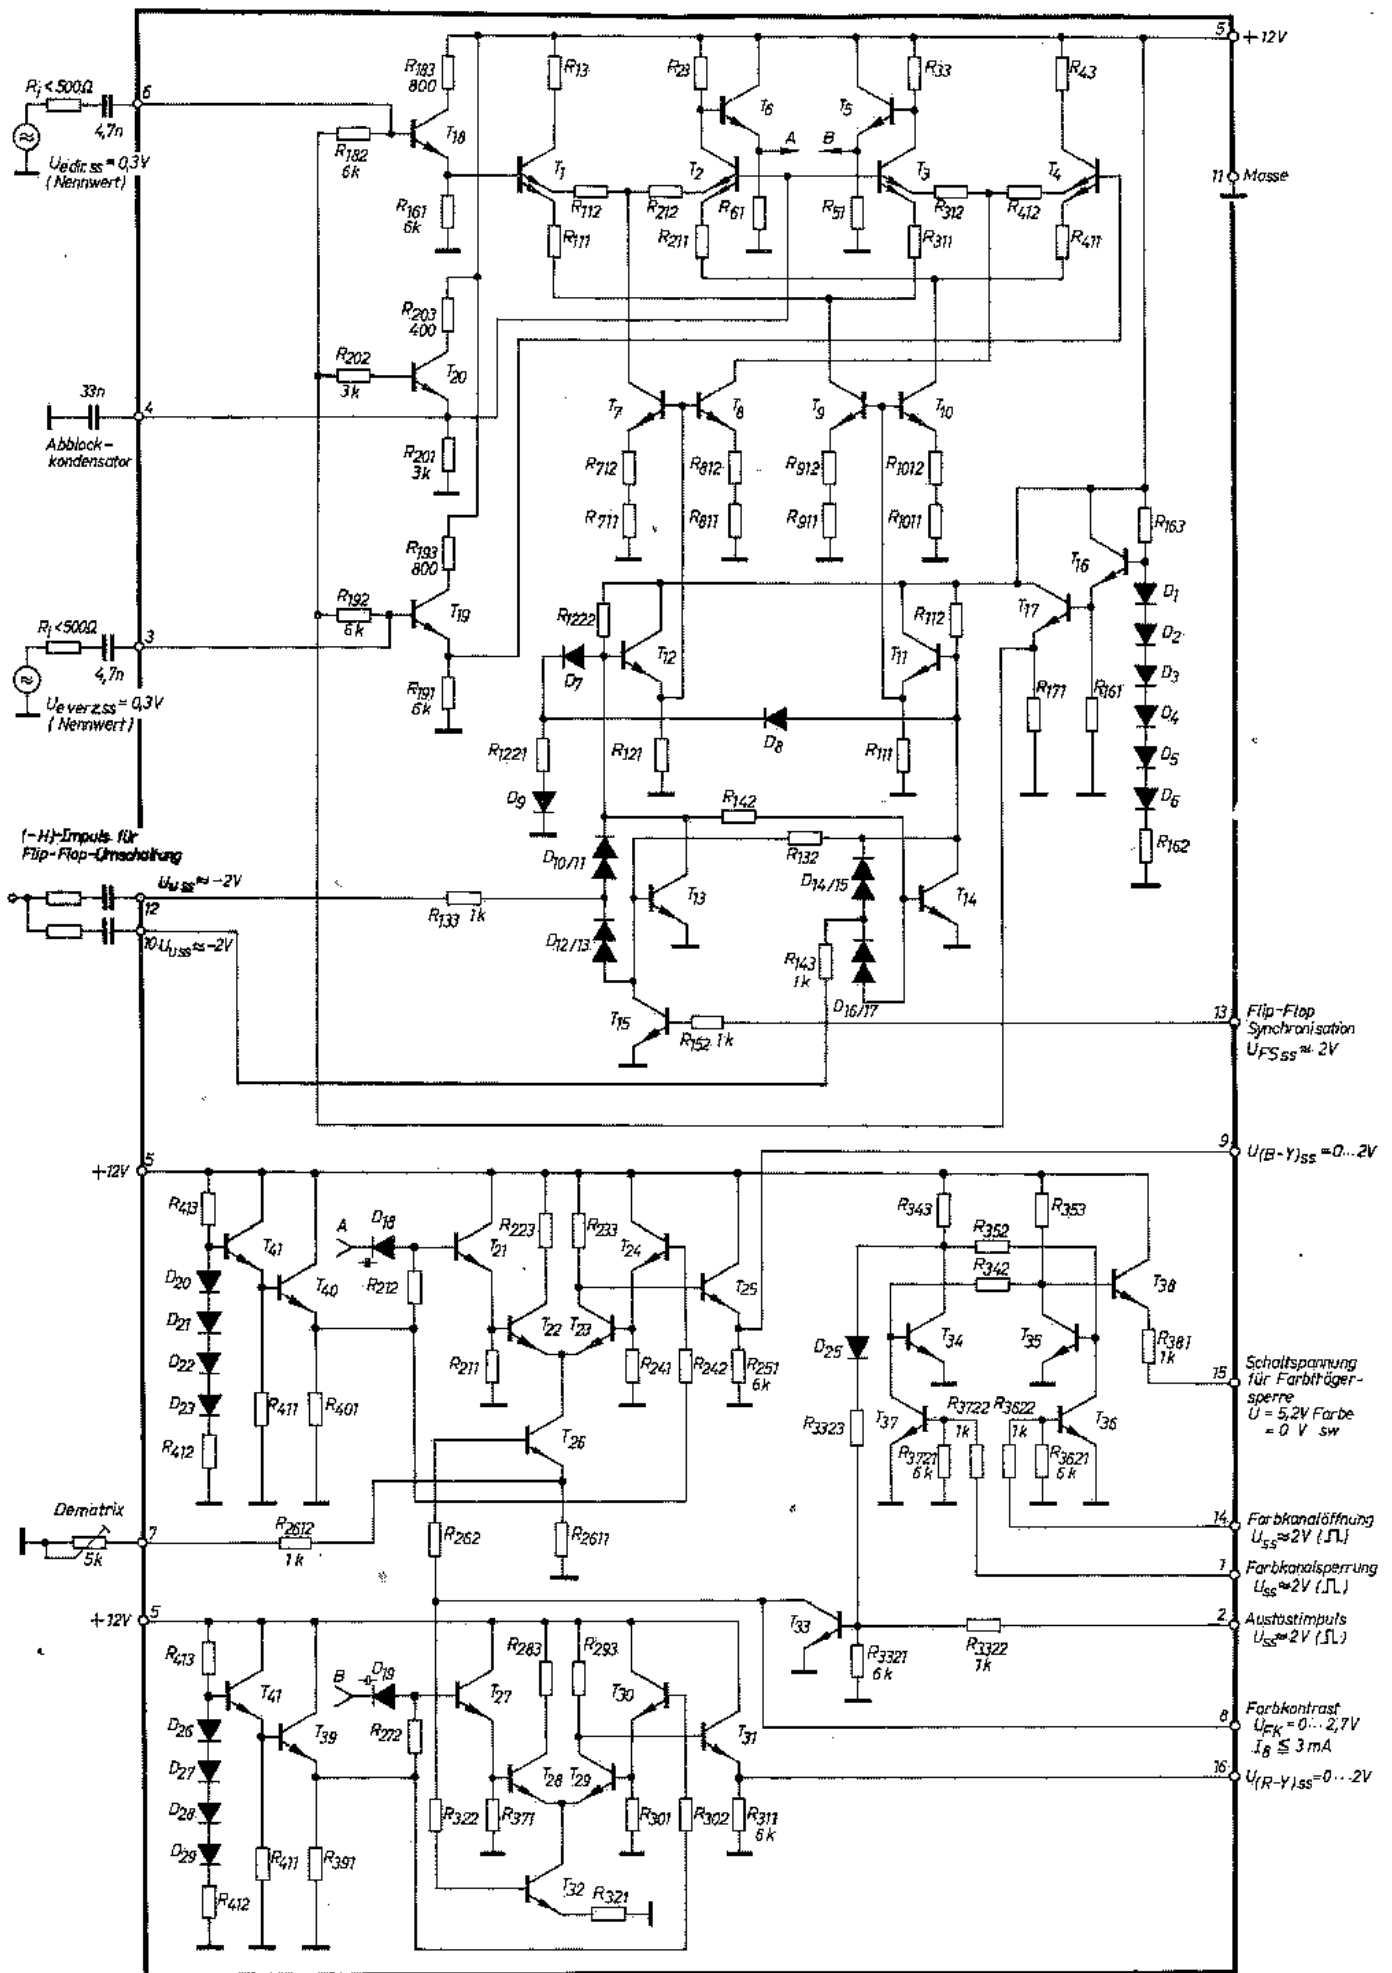 5 +12V
R183
800
R13
R23
R33
R43
Ri<500Ω
6
4,7n
Uedir.ss=0,3V
(Nennwert)
R182
6k
T18
T6
T5
A
B
T1
T2
T3
T4
11 Masse
R161
6k
R112
R212
R61
R51
R312
R412
R111
R211
R311
R411
R203
400
R202
3k
T20
33n
4
Abblock-
kondensator
R201
3k
T7
T8
T9
T10
R712
R812
R912
R1012
R711
R811
R911
R1011
R163
R193
800
T16
D1
R192
6k
T19
R1222
T12
T11
R112
T17
D2
Ri<500Ω
3
4,7n
D7
D3
Ueverz.ss=0,3V
(Nennwert)
R191
6k
R171
R161
D4
D8
R1221
R121
R111
D5
D9
D6
R142
(-H)-Impuls für
Flip-Flop-Umschaltung
R132
R162
D10/11
D14/15
UUss≈-2V
12
R133 1k
T13
T14
10 UUss≈-2V
D12/13
R143
1k
D16/17
T15
R152 1k
13 Flip-Flop
Synchronisation
UFSss≈ 2V
9 U(B-Y)ss=0...2V
+12V 5
R413
A
D18
R223
R233
R343
R352
R353
T41
T21
T24
R342
D20
T40
R212
T25
T38
D21
T22
T23
T34
T35
D25
R381
1k
D22
R211
R241
R242
R251
6k
15 Schaltspannung
für Farbträger-
sperre
U=5,2V Farbe
=0 V sw
D23
R411
R401
T37
R3722
1k
R3622
1k
T36
R412
T26
R3323
R3721
6k
R3621
6k
Dematrix
7
5k
R2612
1k
R262
R2611
14 Farbkanalöffnung
Uss≈2V
1 Farbkanalsperrung
Uss≈2V
+12V 5
T33
R3322
1k
2 Austastimpuls
Uss≈2V
R413
B
D19
R283
R293
R3321
6k
T41
T27
T30
D26
T39
R272
T31
8 Farbkontrast
UFK=0...2,7V
I8 ≦ 3mA
D27
T28
T29
16 U(R-Y)ss=0...2V
D28
R322
R371
R301
R302
R311
6k
D29
R411
R391
R412
T32
R321